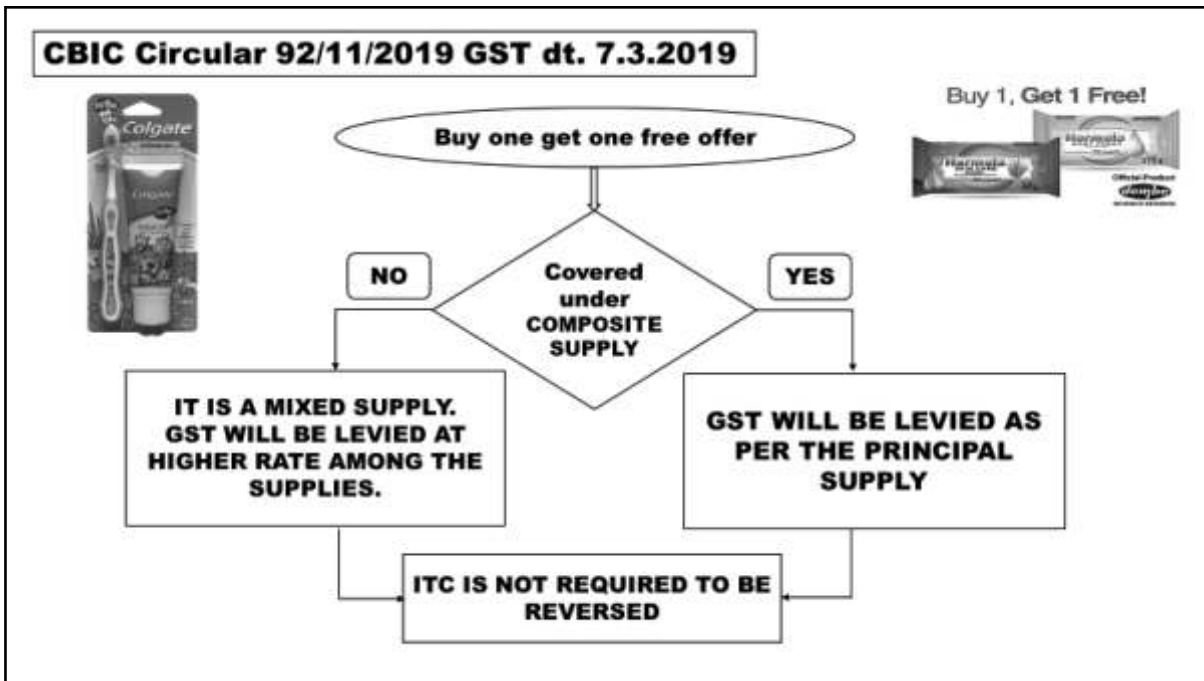 CBIC Circular 92/11/2019 GST dt. 7.3.2019
Colgate
Colgate
Buy 1, Get 1 Free!
Official Product
Buy one get one free offer
NO
Covered
under
COMPOSITE
SUPPLY
YES
IT IS A MIXED SUPPLY.
GST WILL BE LEVIED AT
HIGHER RATE AMONG THE
SUPPLIES.
GST WILL BE LEVIED AS
PER THE PRINCIPAL
SUPPLY
ITC IS NOT REQUIRED TO BE
REVERSED